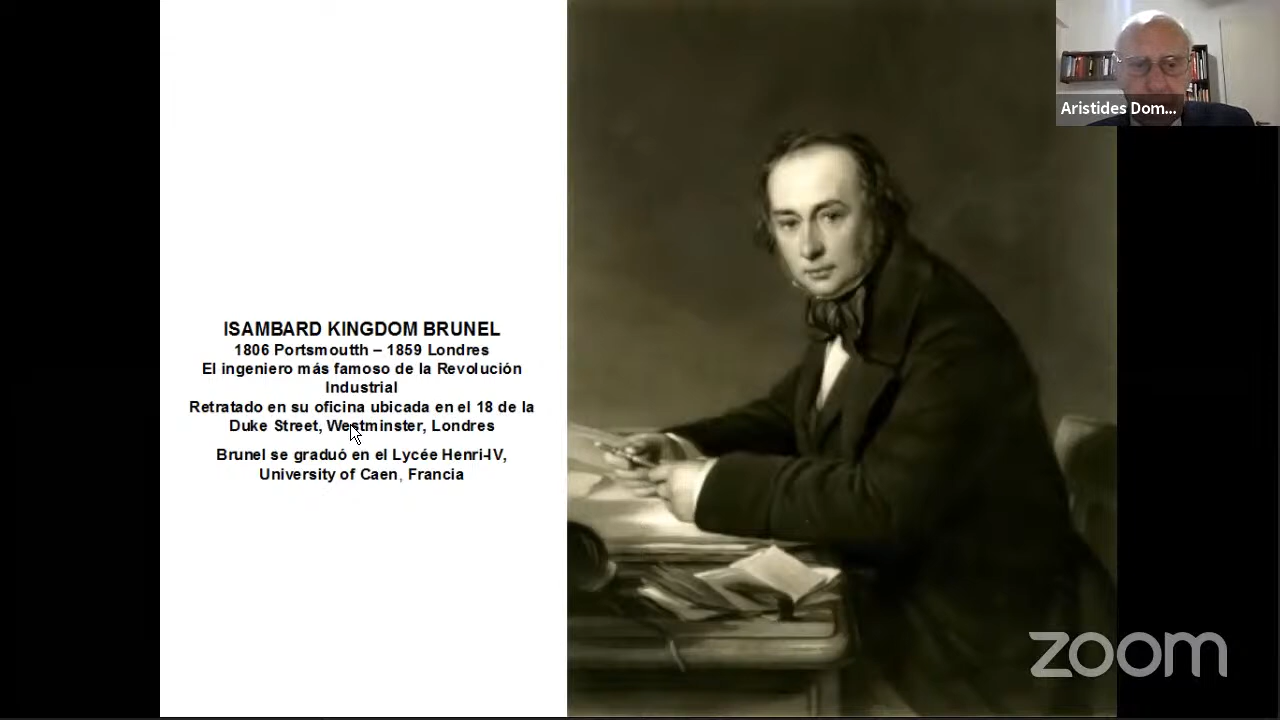 ISAMBARD KINGDOM BRUNEL
1806 Portsmoutth – 1859 Londres
El ingeniero más famoso de la Revolución
Industrial
Retratado en su oficina ubicada en el 18 de la
Duke Street, Westminster, Londres
Brunel se graduó en el Lycée Henri-IV,
University of Caen, Francia
Aristides Dom...
zoom